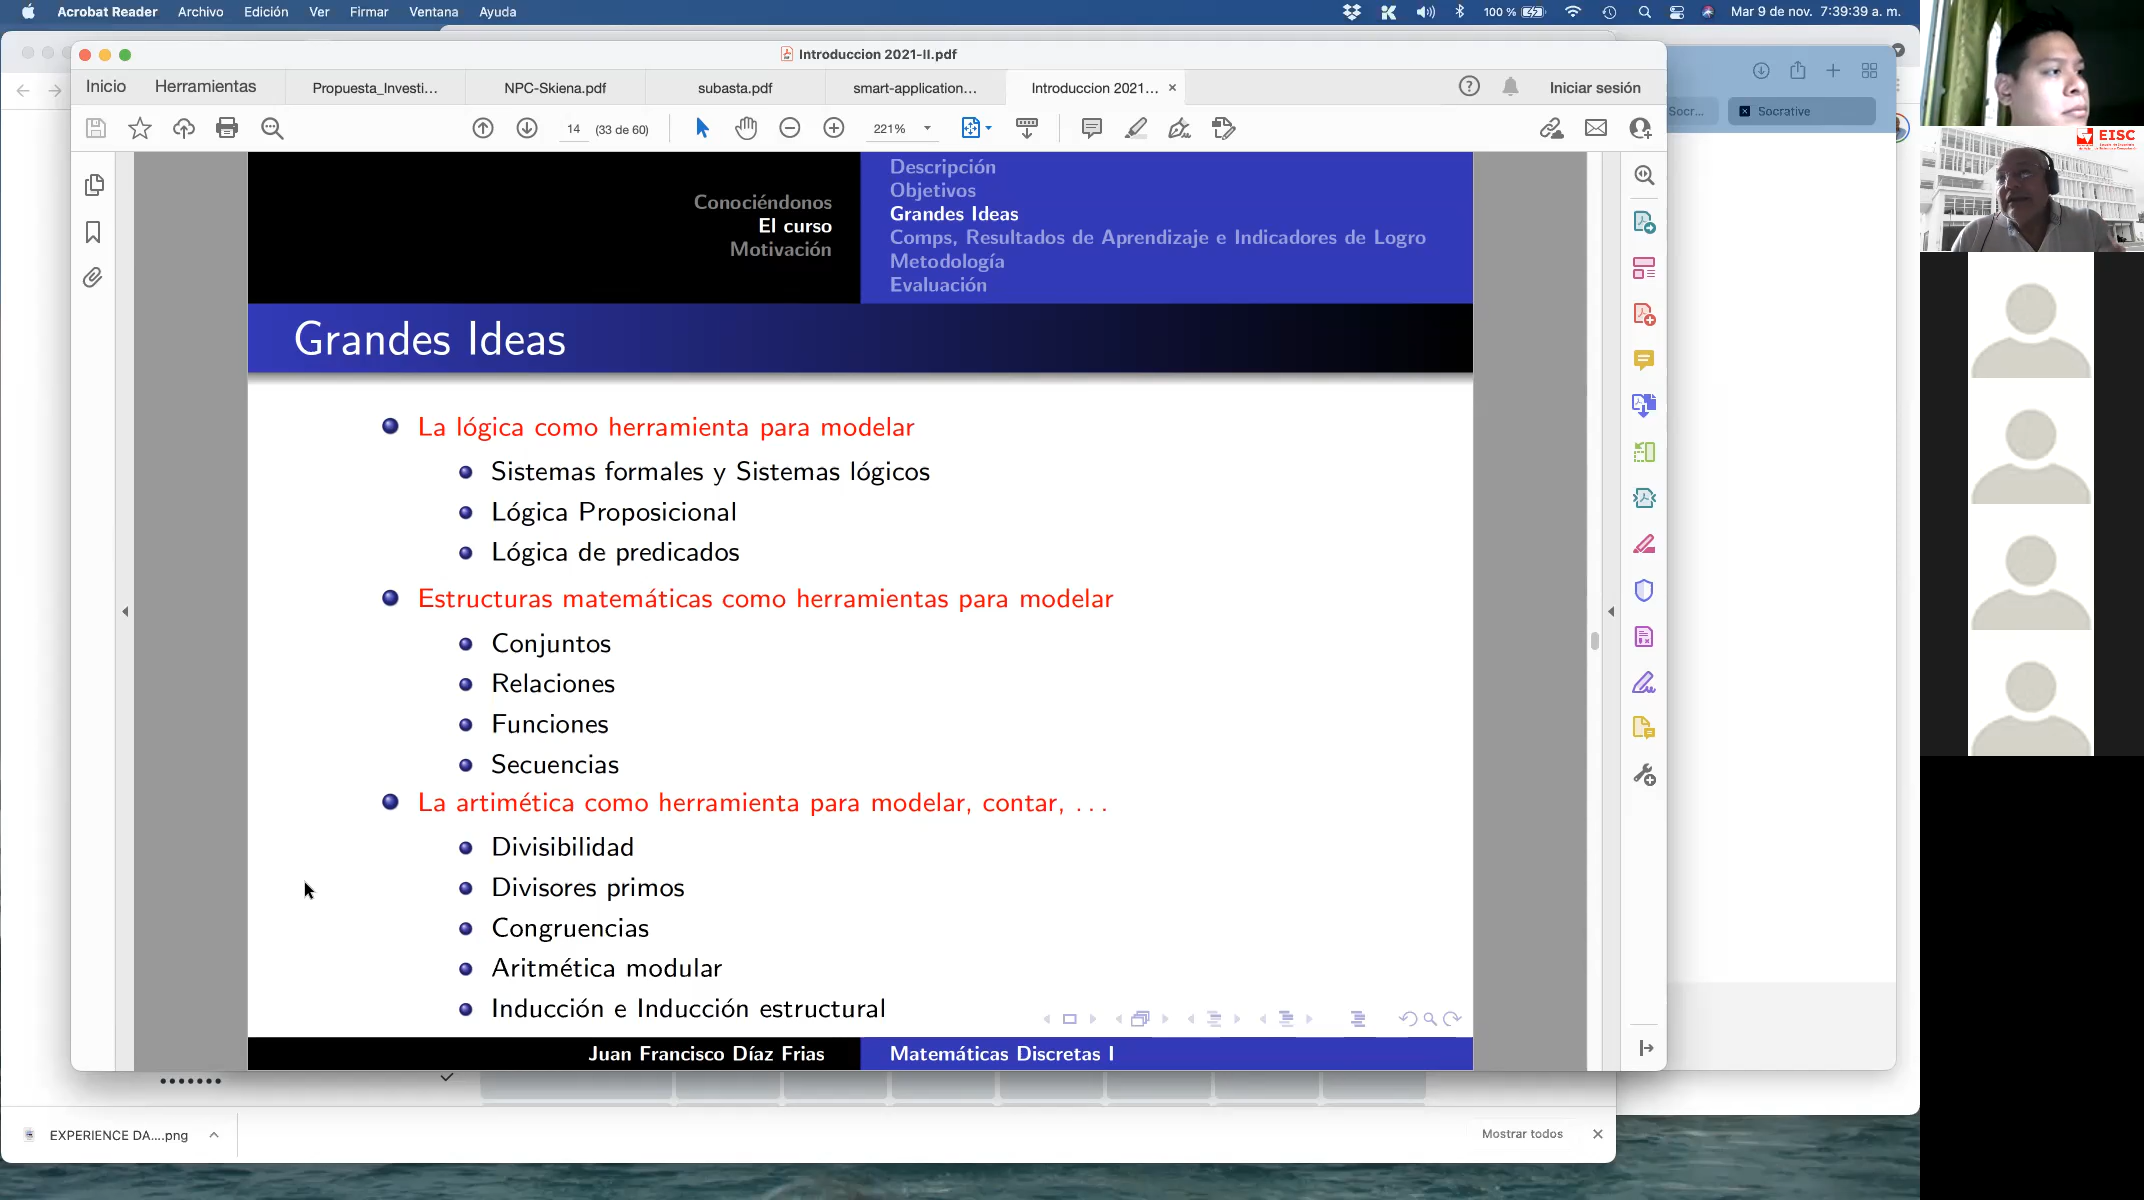 Acrobat Reader Archivo Edición Ver Firmar Ventana Ayuda 100 % Mar 9 de nov. 7:39:39 a. m.
Introduccion 2021-II.pdf
Inicio Herramientas Propuesta_Investi... NPC-Skiena.pdf subasta.pdf smart-application... Introduccion 2021... × Iniciar sesión
Socr... Socrative
EISC
14 (33 de 60) 221%
Conociéndonos
El curso
Motivación
Descripción
Objetivos
Grandes Ideas
Comps, Resultados de Aprendizaje e Indicadores de Logro
Metodología
Evaluación
Grandes Ideas
La lógica como herramienta para modelar
Sistemas formales y Sistemas lógicos
Lógica Proposicional
Lógica de predicados
Estructuras matemáticas como herramientas para modelar
Conjuntos
Relaciones
Funciones
Secuencias
La artimética como herramienta para modelar, contar, . . .
Divisibilidad
Divisores primos
Congruencias
Aritmética modular
Inducción e Inducción estructural
Juan Francisco Díaz Frias Matemáticas Discretas I
EXPERIENCE DA....png Mostrar todos